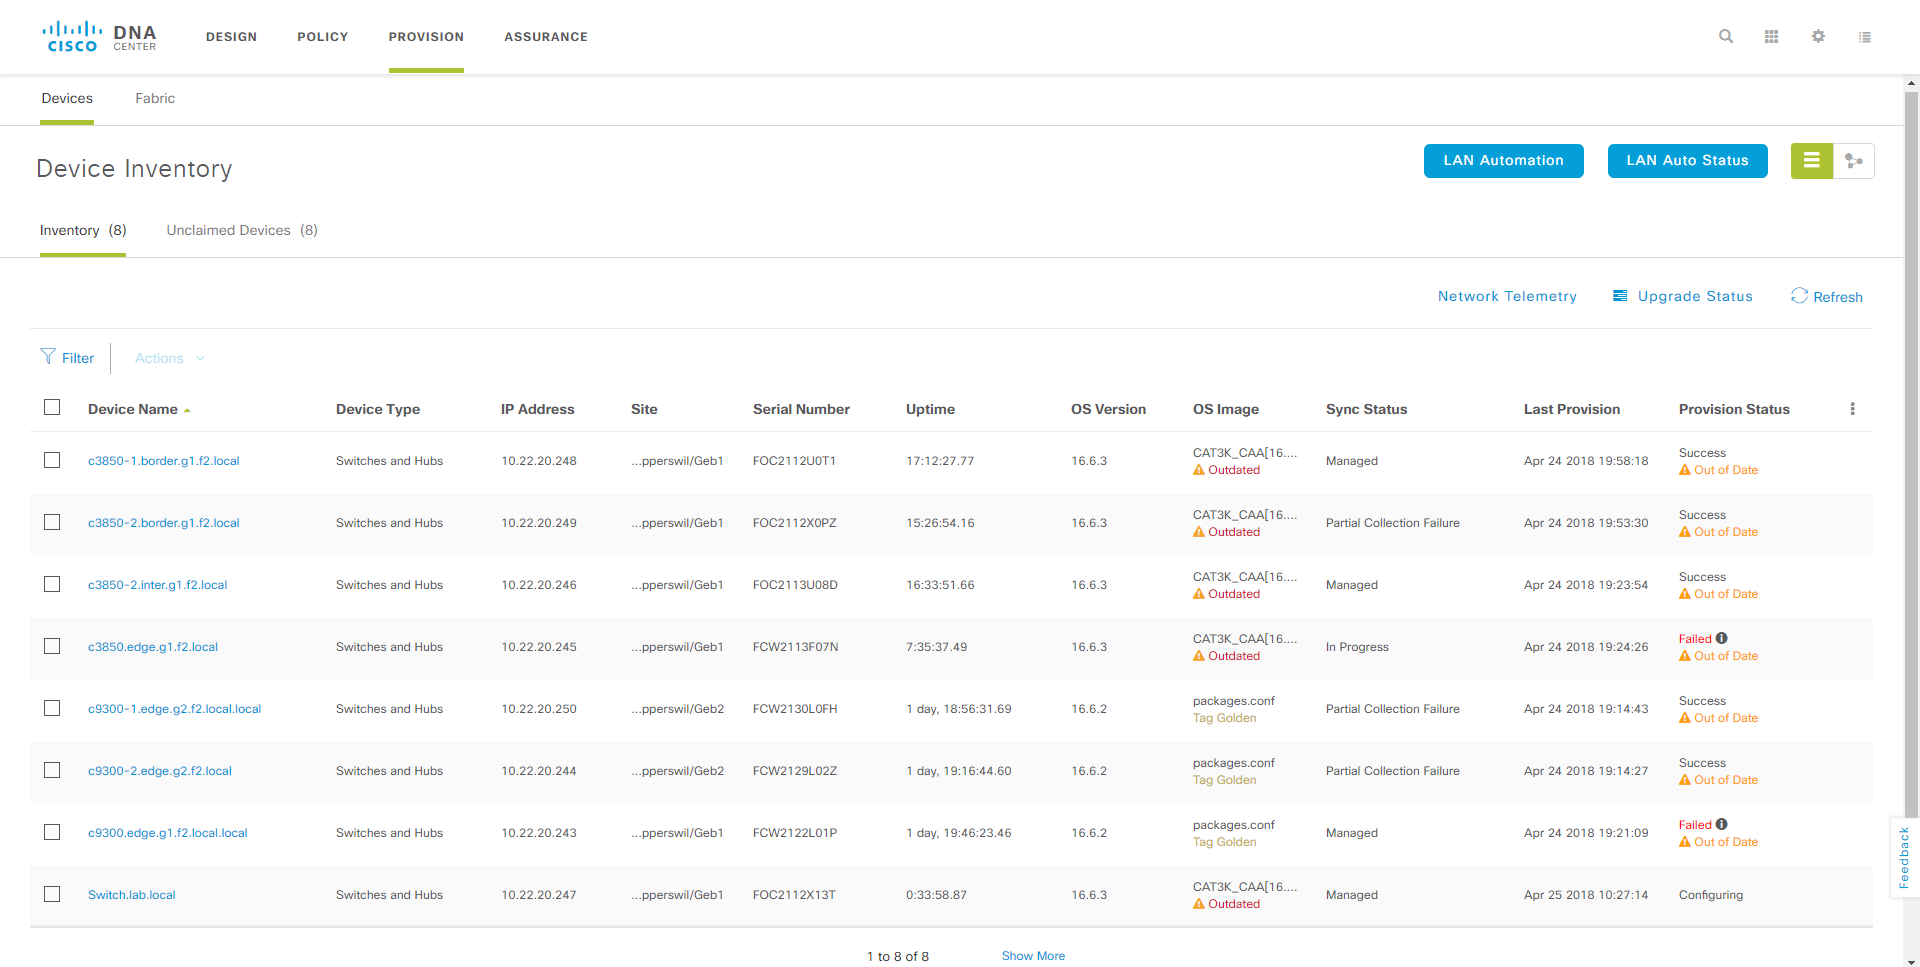 CISCO DNA CENTER DESIGN POLICY PROVISION ASSURANCE
Devices Fabric
Device Inventory LAN Automation LAN Auto Status
Inventory (8) Unclaimed Devices (8)
Network Telemetry Upgrade Status Refresh
Filter Actions
Device Name Device Type IP Address Site Serial Number Uptime OS Version OS Image Sync Status Last Provision Provision Status
c3850-1.border.g1.f2.local Switches and Hubs 10.22.20.248 ...pperswil/Geb1 FOC2112U0T1 17:12:27.77 16.6.3 CAT3K_CAA[16.... Managed Apr 24 2018 19:58:18 Success
Outdated Out of Date
c3850-2.border.g1.f2.local Switches and Hubs 10.22.20.249 ...pperswil/Geb1 FOC2112X0PZ 15:26:54.16 16.6.3 CAT3K_CAA[16.... Partial Collection Failure Apr 24 2018 19:53:30 Success
Outdated Out of Date
c3850-2.inter.g1.f2.local Switches and Hubs 10.22.20.246 ...pperswil/Geb1 FOC2113U08D 16:33:51.66 16.6.3 CAT3K_CAA[16.... Managed Apr 24 2018 19:23:54 Success
Outdated Out of Date
c3850.edge.g1.f2.local Switches and Hubs 10.22.20.245 ...pperswil/Geb1 FCW2113F07N 7:35:37.49 16.6.3 CAT3K_CAA[16.... In Progress Apr 24 2018 19:24:26 Failed
Outdated Out of Date
c9300-1.edge.g2.f2.local.local Switches and Hubs 10.22.20.250 ...pperswil/Geb2 FCW2130L0FH 1 day, 18:56:31.69 16.6.2 packages.conf Partial Collection Failure Apr 24 2018 19:14:43 Success
Tag Golden Out of Date
c9300-2.edge.g2.f2.local Switches and Hubs 10.22.20.244 ...pperswil/Geb2 FCW2129L02Z 1 day, 19:16:44.60 16.6.2 packages.conf Partial Collection Failure Apr 24 2018 19:14:27 Success
Tag Golden Out of Date
c9300.edge.g1.f2.local.local Switches and Hubs 10.22.20.243 ...pperswil/Geb1 FCW2122L01P 1 day, 19:46:23.46 16.6.2 packages.conf Managed Apr 24 2018 19:21:09 Failed
Tag Golden Out of Date
Switch.lab.local Switches and Hubs 10.22.20.247 ...pperswil/Geb1 FOC2112X13T 0:33:58.87 16.6.3 CAT3K_CAA[16.... Managed Apr 25 2018 10:27:14 Configuring
Outdated
1 to 8 of 8 Show More
Feedback